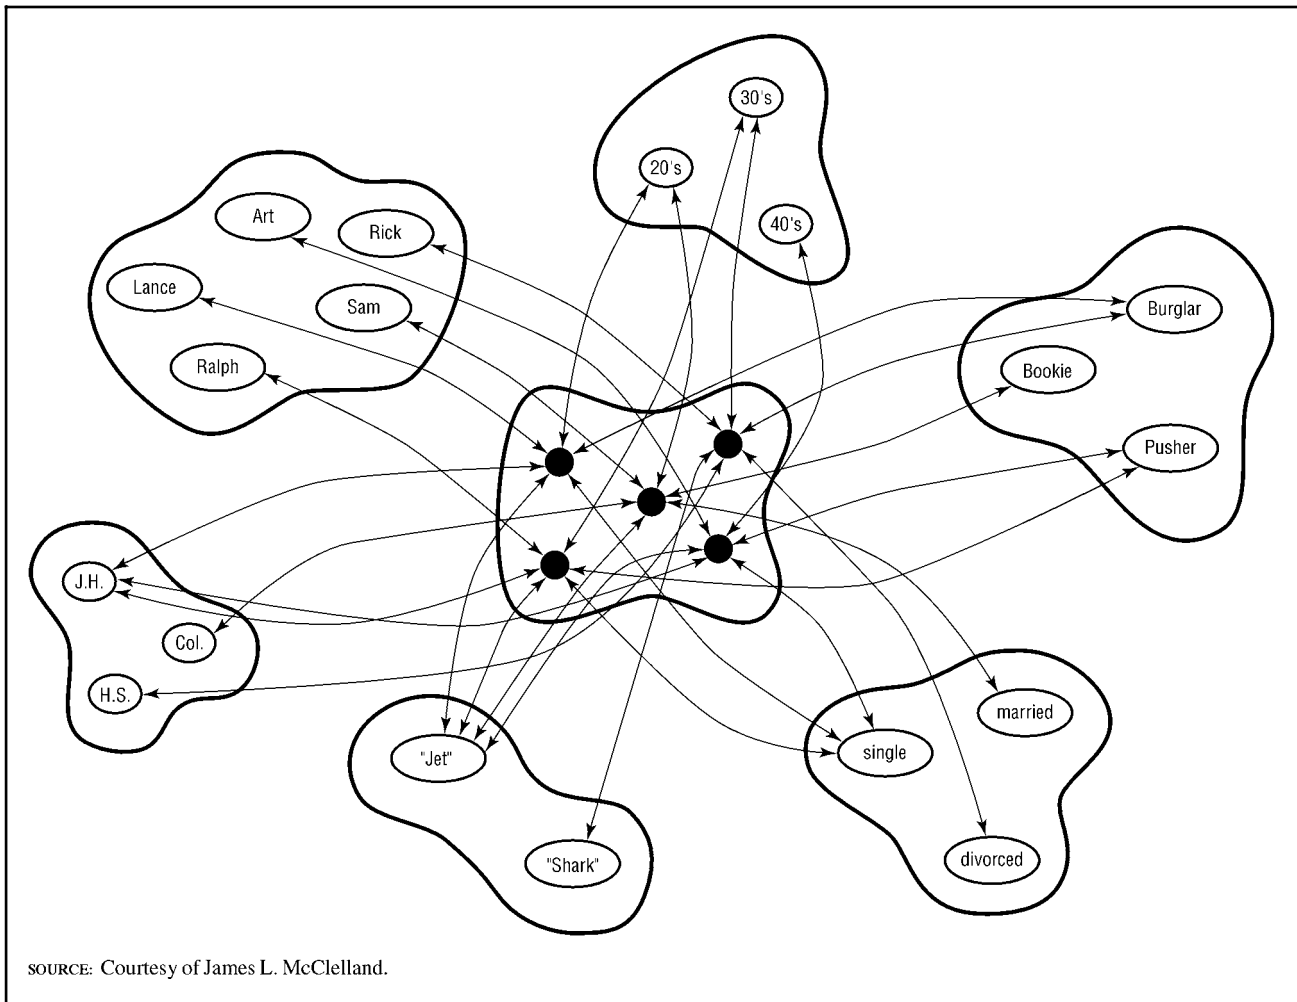 30's
20's
40's
Art
Rick
Lance
Sam
Ralph
Burglar
Bookie
Pusher
J.H.
Col.
H.S.
"Jet"
"Shark"
married
single
divorced
SOURCE: Courtesy of James L. McClelland.